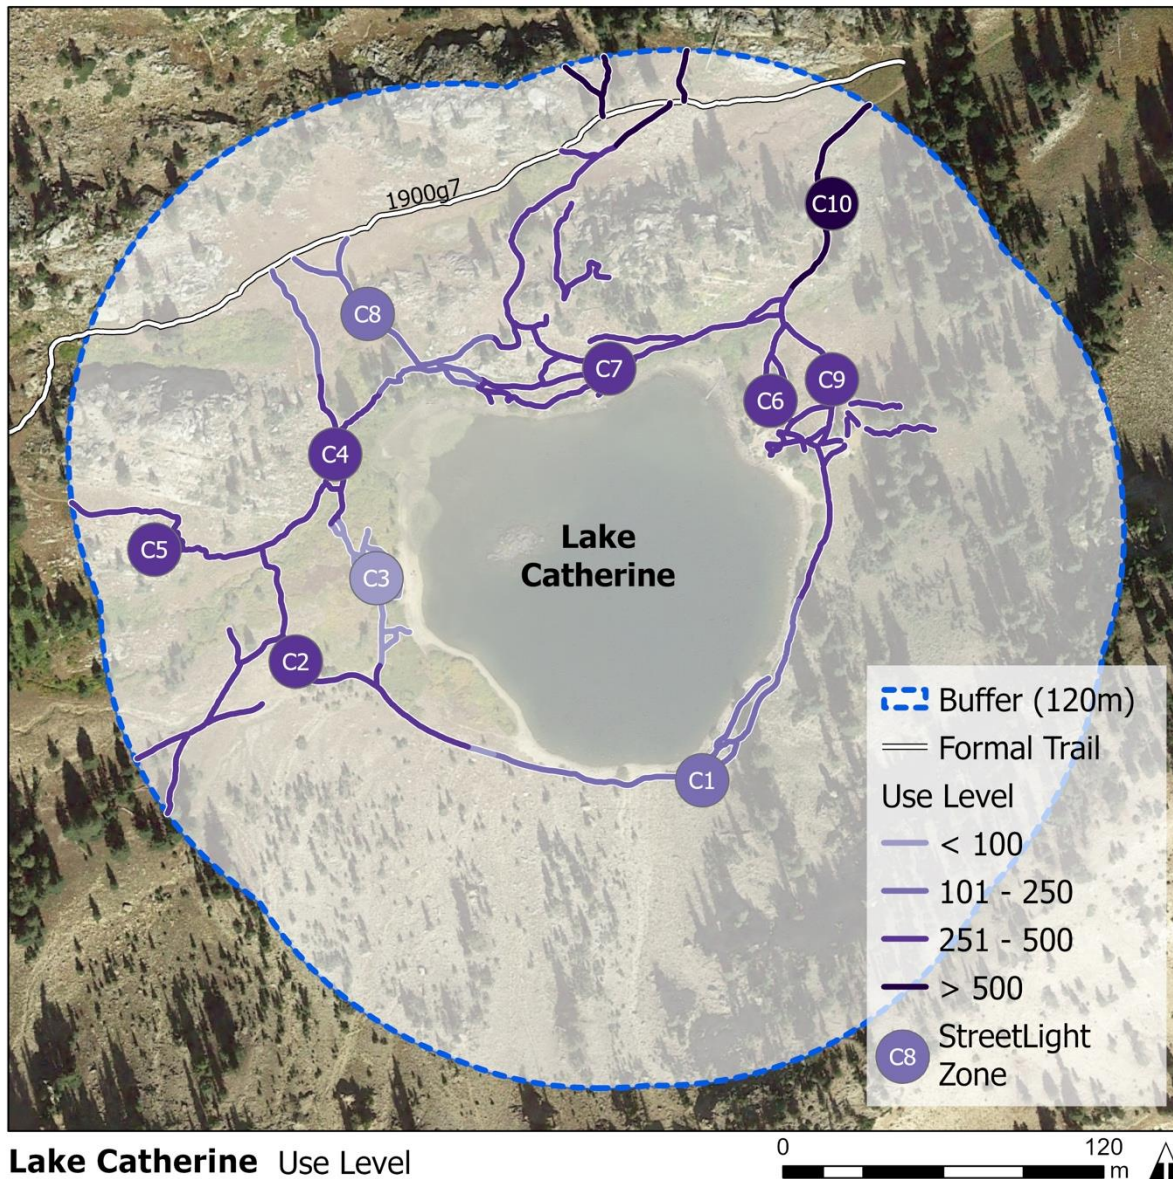 1900g7
C10
C8
C7
C9
C6
C4
Lake
Catherine
C5
C3
C2
C1
Buffer (120m)
Formal Trail
Use Level
< 100
101 - 250
251 - 500
> 500
C8
StreetLight
Zone
Lake Catherine Use Level
0 120
m